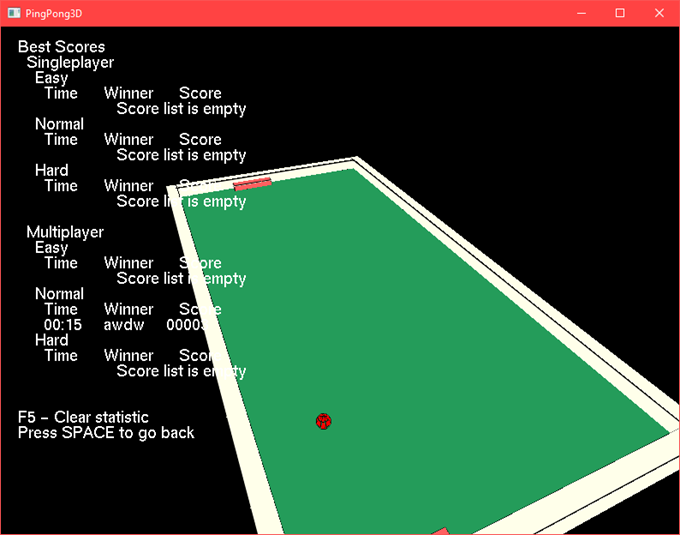 PingPong3D
Best Scores
Singleplayer
Easy
Time Winner Score
Score list is empty
Normal
Time Winner Score
Score list is empty
Hard
Time Winner Score
Score list is empty
Multiplayer
Easy
Time Winner Score
Score list is empty
Normal
Time Winner Score
00:15 awdw
Hard
Time Winner Score
Score list is empty
F5 - Clear statistic
Press SPACE to go back